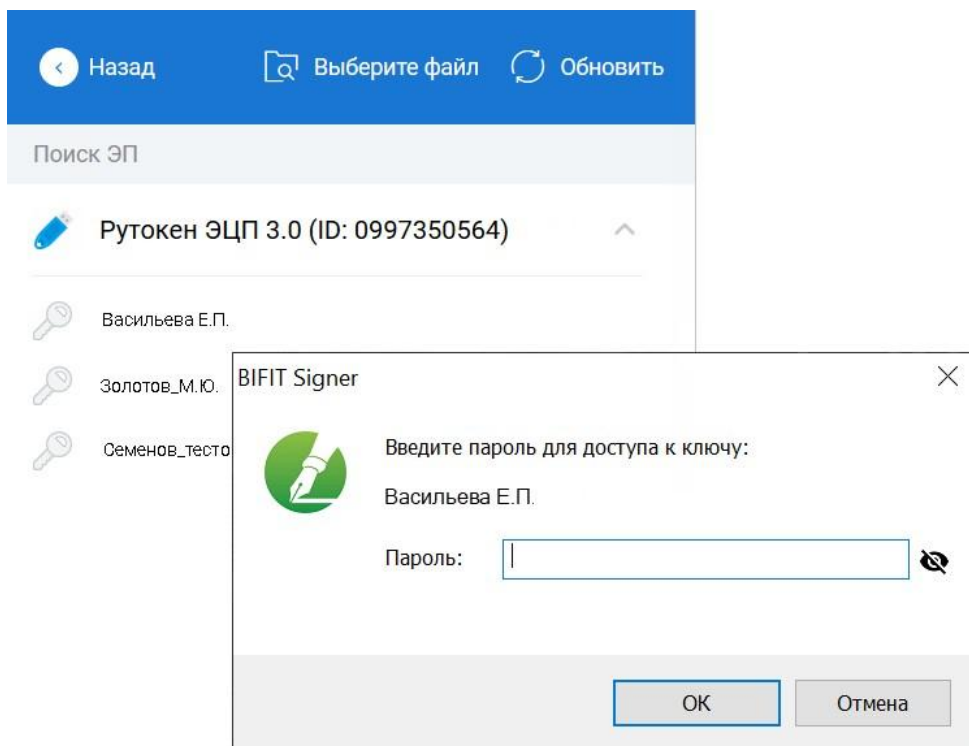 Назад
Выберите файл
Обновить
Поиск ЭП
Рутокен ЭЦП 3.0 (ID: 0997350564)
Васильева Е.П.
Золотов_М.Ю.
Семенов_тесто
BIFIT Signer
Введите пароль для доступа к ключу:
Васильева Е.П.
Пароль:
ОК
Отмена